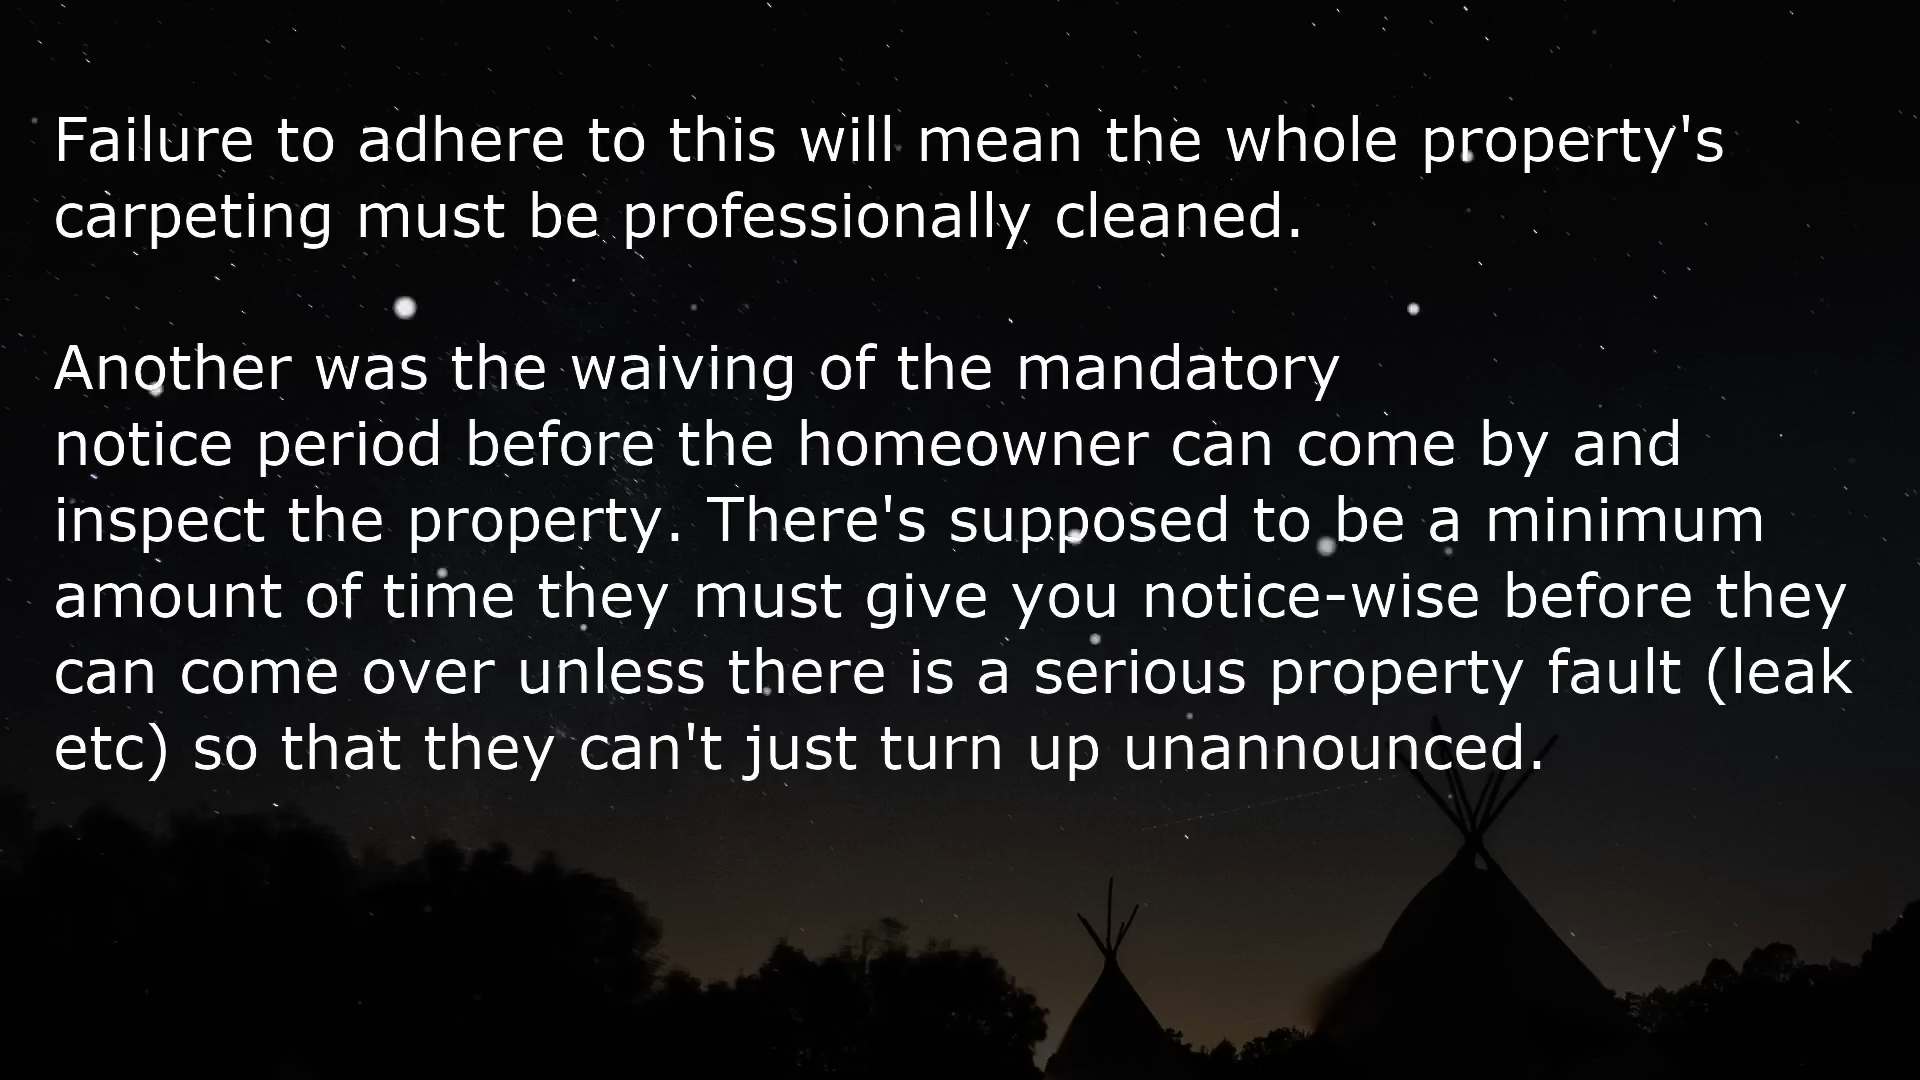 Failure to adhere to this will mean the whole property's
carpeting must be professionally cleaned.
Another was the waiving of the mandatory
notice period before the homeowner can come by and
inspect the property. There's supposed to be a minimum
amount of time they must give you notice-wise before they
can come over unless there is a serious property fault (leak
etc) so that they can't just turn up unannounced.